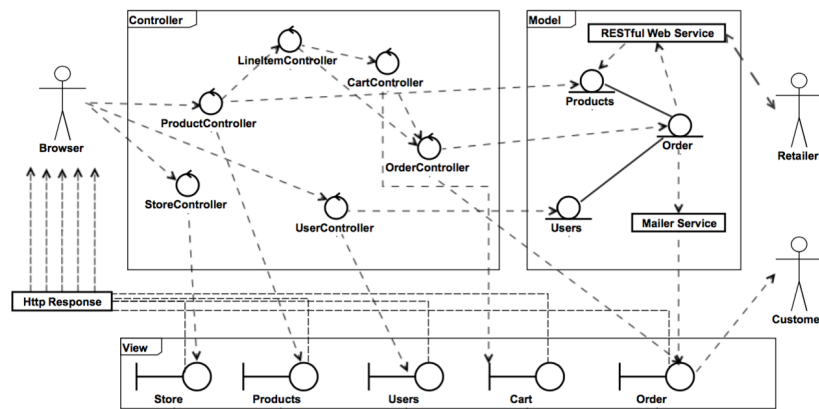 Controller
Model
RESTful Web Service
LineItemController
CartController
Products
ProductController
Browser
Order
Retailer
OrderController
StoreController
UserController
Users
Mailer Service
Http Response
Custome
View
Store
Products
Users
Cart
Order